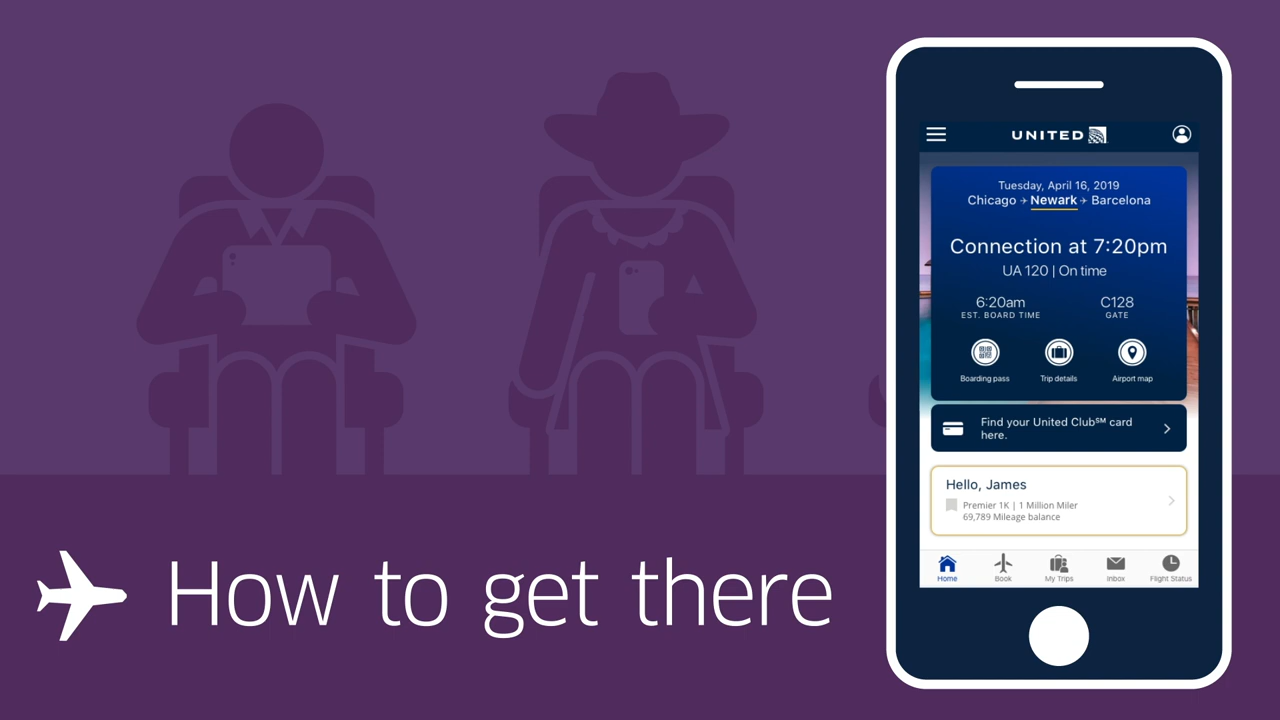 How to get there
UNITED
Tuesday, April 16, 2019
Chicago → Newark → Barcelona
Connection at 7:20pm
UA 120 | On time
6:20am
EST. BOARD TIME
C128
GATE
Boarding pass
Trip details
Airport map
Find your United Club℠ card
here.
Hello, James
Premier 1K | 1 Million Miler
69,789 Mileage balance
Home
Book
My Trips
Inbox
Flight Status